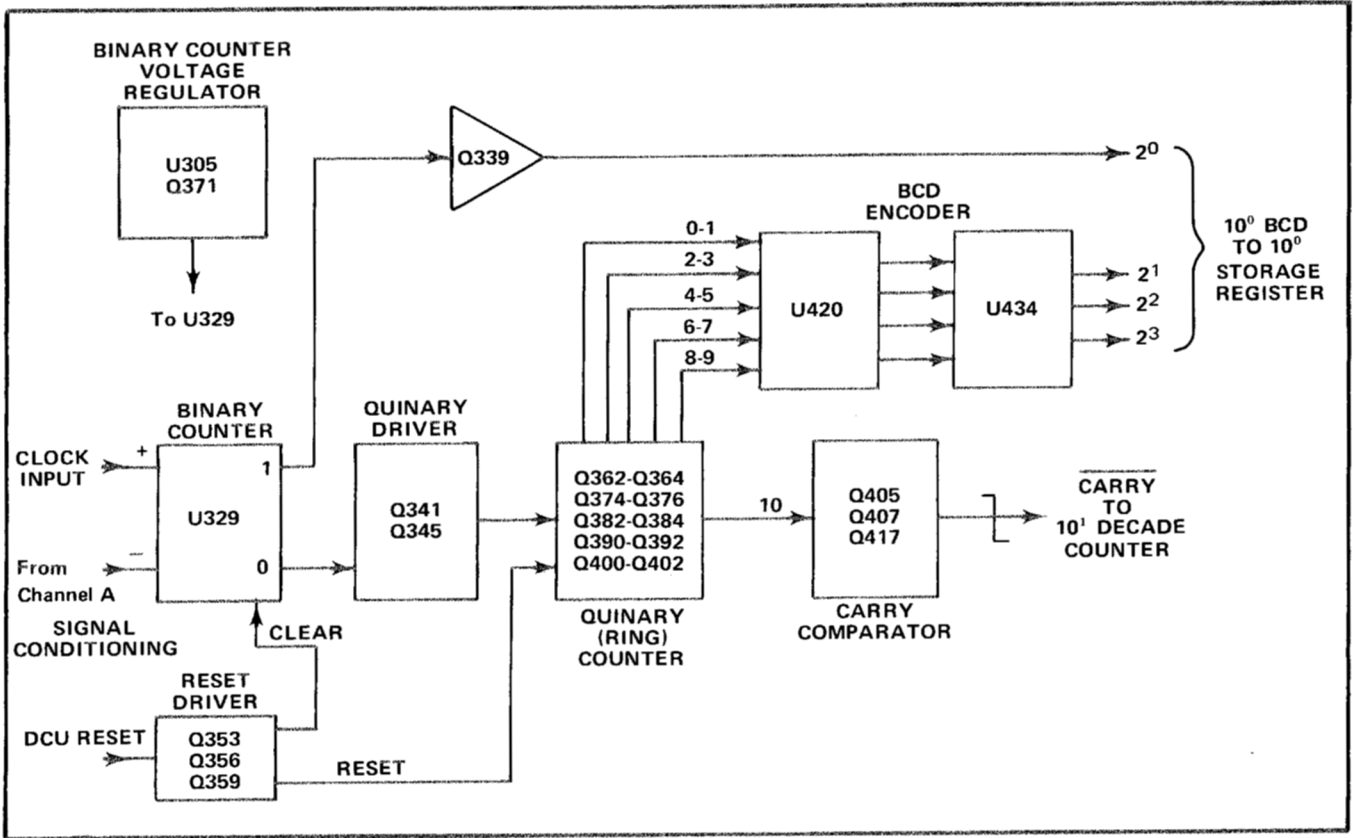 BINARY COUNTER
VOLTAGE
REGULATOR
U305
Q371
To U329
Q339
2⁰
BCD
ENCODER
0-1
2-3
4-5
6-7
8-9
U420
U434
2¹
2²
2³
10⁰ BCD
TO 10⁰
STORAGE
REGISTER
BINARY
COUNTER
CLOCK
INPUT
+
1
U329
−
0
From
Channel A
SIGNAL
CONDITIONING
CLEAR
QUINARY
DRIVER
Q341
Q345
Q362-Q364
Q374-Q376
Q382-Q384
Q390-Q392
Q400-Q402
QUINARY
(RING)
COUNTER
10
Q405
Q407
Q417
CARRY
COMPARATOR
CARRY
TO
10¹ DECADE
COUNTER
RESET
DRIVER
DCU RESET
Q353
Q356
Q359
RESET